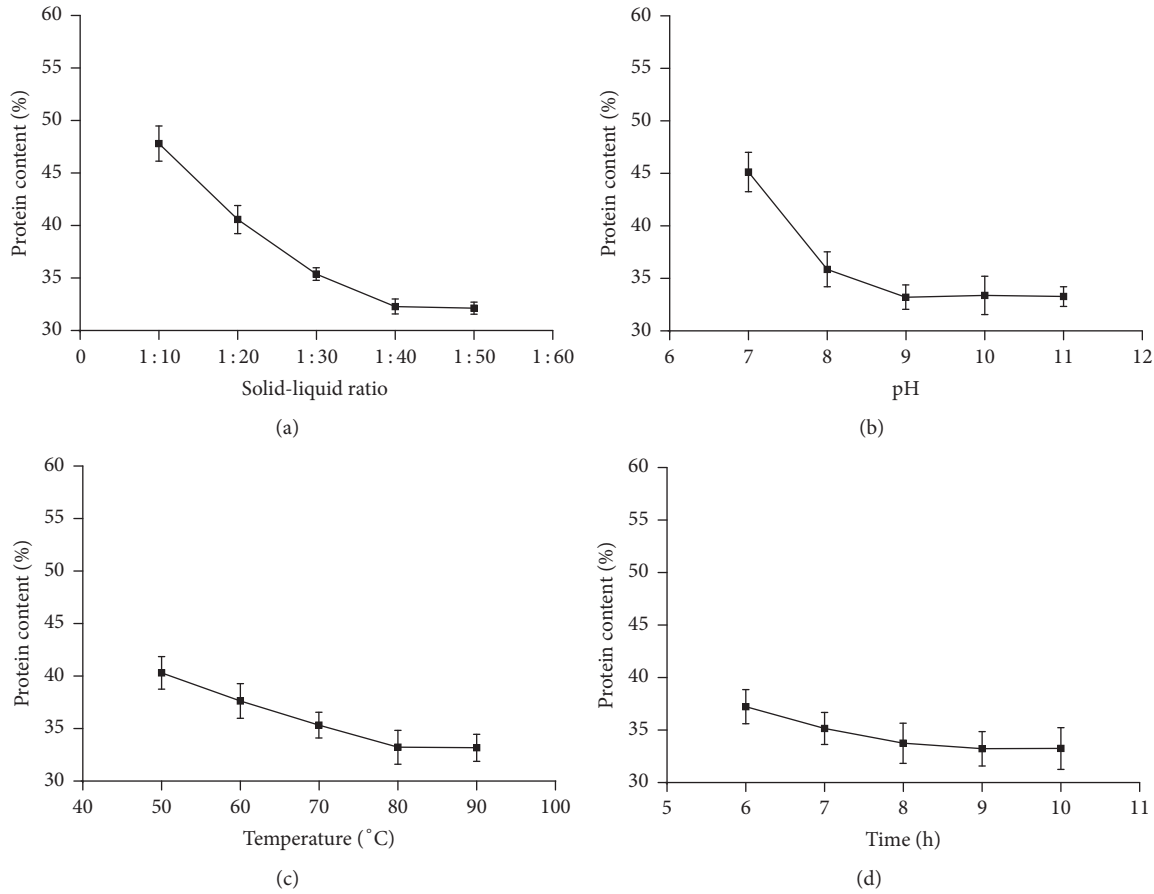 60
55
50
45
40
35
30
Protein content (%)
0 1 : 10 1 : 20 1 : 30 1 : 40 1 : 50 1 : 60
Solid-liquid ratio
(a)
60
55
50
45
40
35
30
Protein content (%)
6 7 8 9 10 11 12
pH
(b)
60
55
50
45
40
35
30
Protein content (%)
40 50 60 70 80 90 100
Temperature (°C)
(c)
60
55
50
45
40
35
30
Protein content (%)
5 6 7 8 9 10 11
Time (h)
(d)